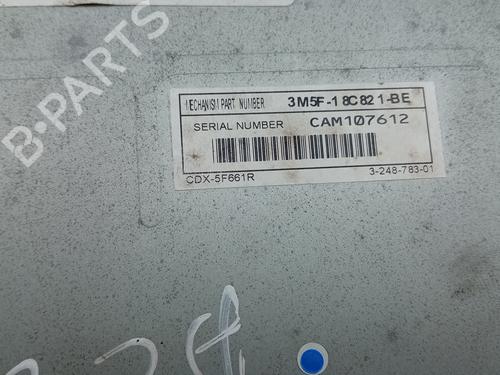 MECHANISM PART NUMBER 3M5F-18C821-BE
SERIAL NUMBER CAM107612
CDX-5F661R 3-248-783-01
B-PARTS